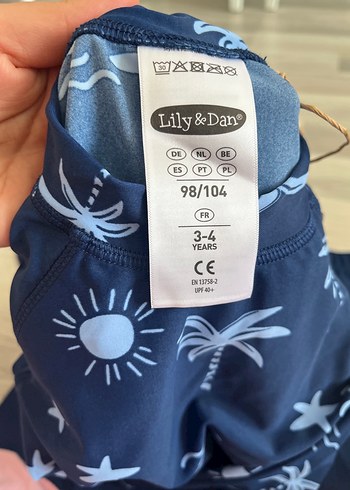 30
Lily & Dan®
DE NL BE
ES PT PL
98/104
FR
3-4
YEARS
CE
EN 13758-2
UPF 40+